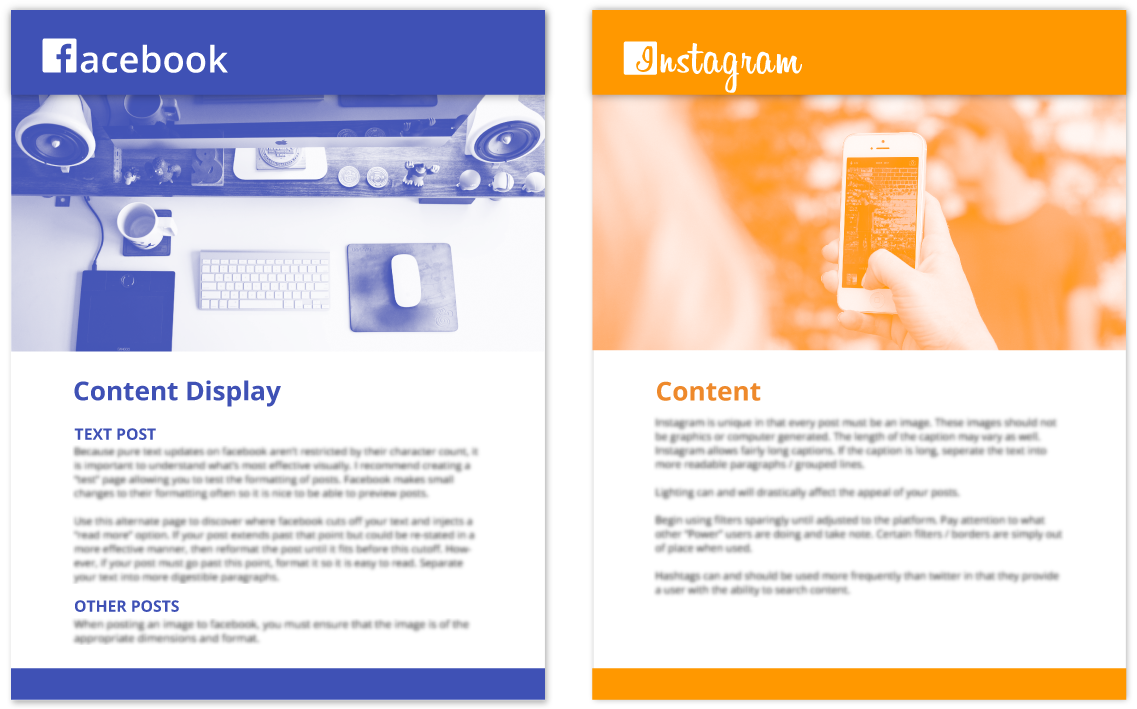 facebook
Content Display
TEXT POST
Because pure text updates on facebook aren't restricted by their character count, it
is important to understand what's most effective visually. I recommend creating a
"test" page allowing you to test the formatting of posts. Facebook makes small
changes to their formatting often so it is nice to be able to preview posts.
Use this alternate page to discover where facebook cuts off your text and injects a
"read more" option. If your post extends past that point but could be re-stated in a
more effective manner, then reformat the post until it fits before this cutoff. How-
ever, if your post must go past this point, format it so it is easy to read. Separate
your text into more digestible paragraphs.
OTHER POSTS
When posting an image to facebook, you must ensure that the image is of the
appropriate dimensions and format.
Instagram
Content
Instagram is unique in that every post must be an image. These images should not
be graphics or computer generated. The length of the caption may vary as well.
Instagram allows fairly long captions. If the caption is long, seperate the text into
more readable paragraphs / grouped lines.
Lighting can and will drastically affect the appeal of your posts.
Begin using filters sparingly until adjusted to the platform. Pay attention to what
other "Power" users are doing and take note. Certain filters / borders are simply out
of place when used.
Hashtags can and should be used more frequently than twitter in that they provide
a user with the ability to search content.